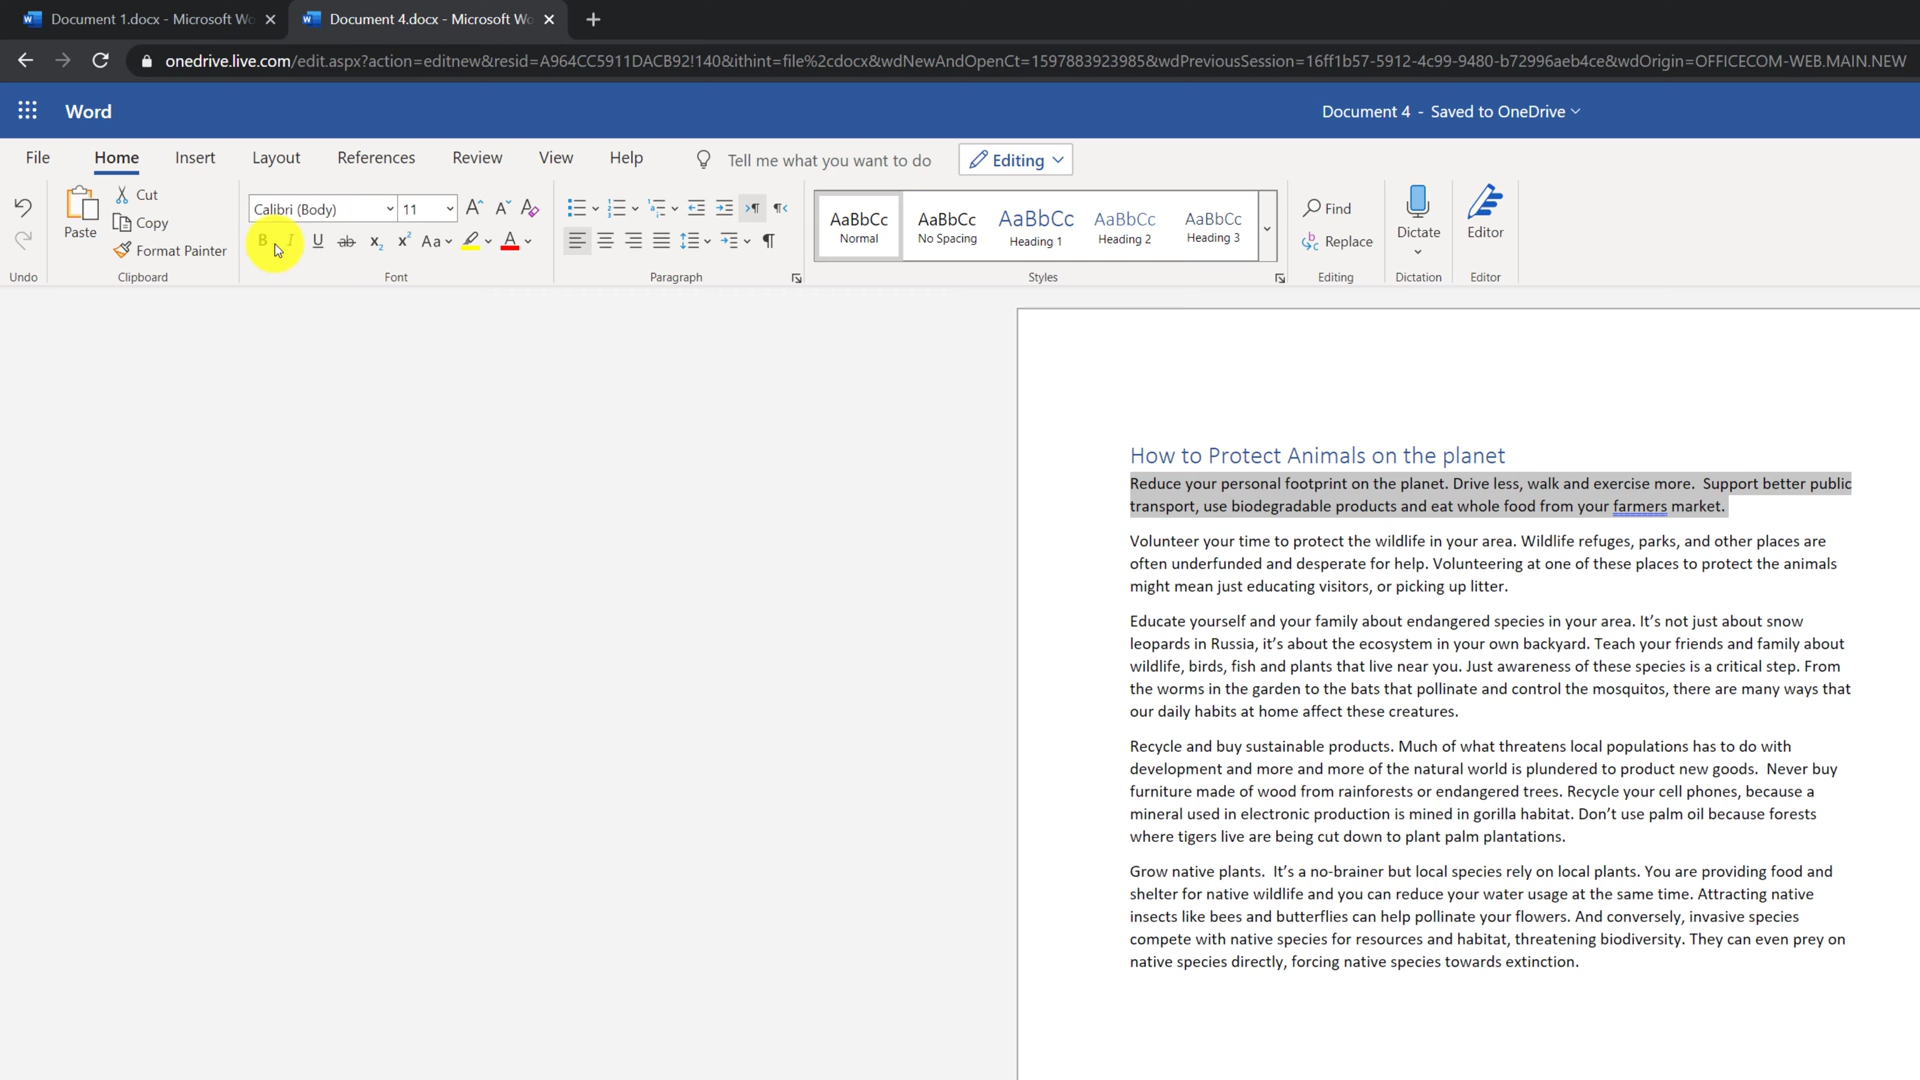 Document 1.docx - Microsoft Wo
Document 4.docx - Microsoft Wo
onedrive.live.com/edit.aspx?action=editnew&resid=A964CC5911DACB92!140&ithint=file%2cdocx&wdNewAndOpenCt=1597883923985&wdPreviousSession=16ff1b57-5912-4c99-9480-b72996aeb4ce&wdOrigin=OFFICECOM-WEB.MAIN.NEW
Word
Document 4 - Saved to OneDrive
File Home Insert Layout References Review View Help Tell me what you want to do Editing
Paste
Cut
Copy
Format Painter
Undo
Clipboard
Calibri (Body) 11
B I U ab x₂ x² Aa A
Font
Paragraph
AaBbCc AaBbCc AaBbCc AaBbCc AaBbCc
Normal No Spacing Heading 1 Heading 2 Heading 3
Styles
Find
Replace
Editing
Dictate
Dictation
Editor
Editor
How to Protect Animals on the planet
Reduce your personal footprint on the planet. Drive less, walk and exercise more.  Support better public
transport, use biodegradable products and eat whole food from your farmers market.
Volunteer your time to protect the wildlife in your area. Wildlife refuges, parks, and other places are
often underfunded and desperate for help. Volunteering at one of these places to protect the animals
might mean just educating visitors, or picking up litter.
Educate yourself and your family about endangered species in your area. It’s not just about snow
leopards in Russia, it’s about the ecosystem in your own backyard. Teach your friends and family about
wildlife, birds, fish and plants that live near you. Just awareness of these species is a critical step. From
the worms in the garden to the bats that pollinate and control the mosquitos, there are many ways that
our daily habits at home affect these creatures.
Recycle and buy sustainable products. Much of what threatens local populations has to do with
development and more and more of the natural world is plundered to product new goods.  Never buy
furniture made of wood from rainforests or endangered trees. Recycle your cell phones, because a
mineral used in electronic production is mined in gorilla habitat. Don’t use palm oil because forests
where tigers live are being cut down to plant palm plantations.
Grow native plants.  It’s a no-brainer but local species rely on local plants. You are providing food and
shelter for native wildlife and you can reduce your water usage at the same time. Attracting native
insects like bees and butterflies can help pollinate your flowers. And conversely, invasive species
compete with native species for resources and habitat, threatening biodiversity. They can even prey on
native species directly, forcing native species towards extinction.